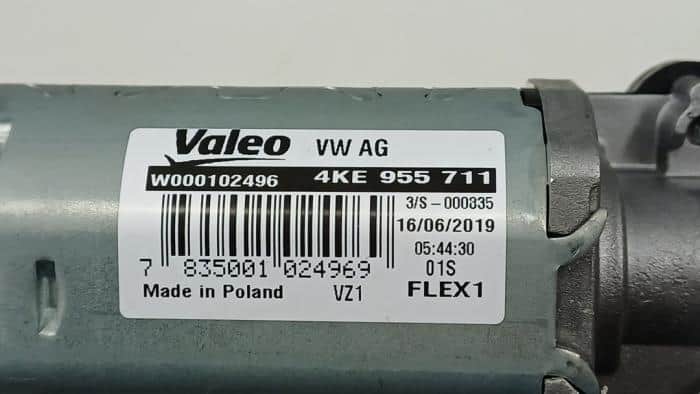 Valeo VW AG
W000102496 4KE 955 711
3/S-000835
16/06/2019
05:44:30
7 835001 024969 01S
Made in Poland VZ1 FLEX1